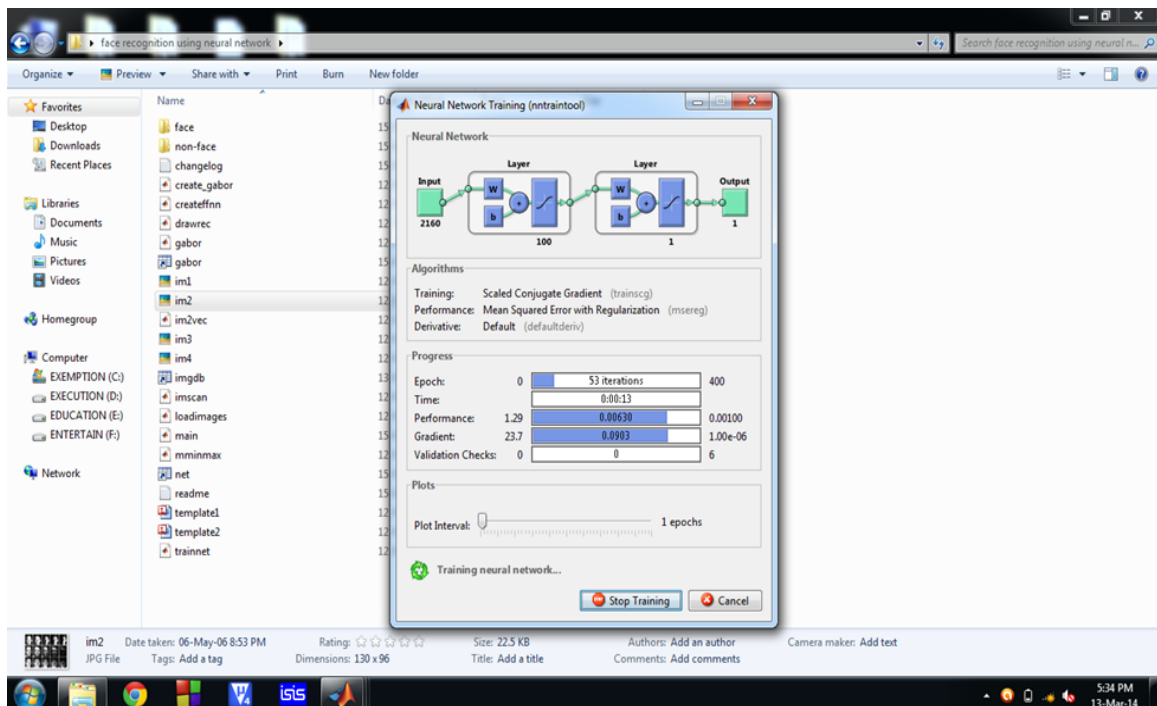 face recognition using neural network
Search face recognition using neural n...
Organize Preview Share with Print Burn New folder
Favorites
Desktop
Downloads
Recent Places
Libraries
Documents
Music
Pictures
Videos
Homegroup
Computer
EXEMPTION (C:)
EXECUTION (D:)
EDUCATION (E:)
ENTERTAIN (F:)
Network
Name
face
non-face
changelog
create_gabor
createffnn
drawrec
gabor
gabor
im1
im2
im2vec
im3
im4
imgdb
imscan
loadimages
main
mminmax
net
readme
template1
template2
trainnet
Neural Network Training (nntraintool)
Neural Network
Layer Layer
Input Output
W W
b b
2160 1
100 1
Algorithms
Training: Scaled Conjugate Gradient (trainscg)
Performance: Mean Squared Error with Regularization (msereg)
Derivative: Default (defaultderiv)
Progress
Epoch: 0 53 iterations 400
Time: 0:00:13
Performance: 1.29 0.00630 0.00100
Gradient: 23.7 0.0903 1.00e-06
Validation Checks: 0 0 6
Plots
Plot Interval: 1 epochs
Training neural network...
Stop Training Cancel
im2 Date taken: 06-May-06 8:53 PM Rating: Size: 22.5 KB Authors: Add an author Camera maker: Add text
JPG File Tags: Add a tag Dimensions: 130 x 96 Title: Add a title Comments: Add comments
isis
5:34 PM
13-Mar-14